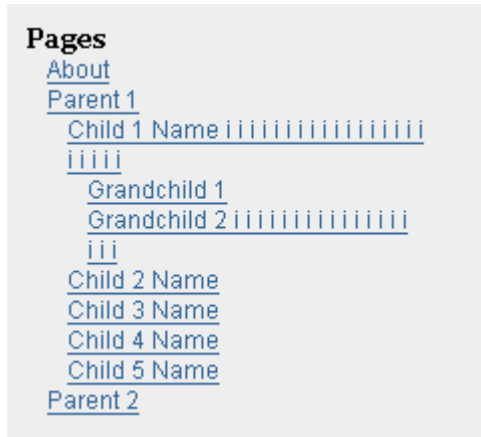 Pages
About
Parent 1
Child 1 Name i i i i i i i i i i i i i i i i i
i i i i i
Grandchild 1
Grandchild 2 i i i i i i i i i i i i i i i
i i i
Child 2 Name
Child 3 Name
Child 4 Name
Child 5 Name
Parent 2